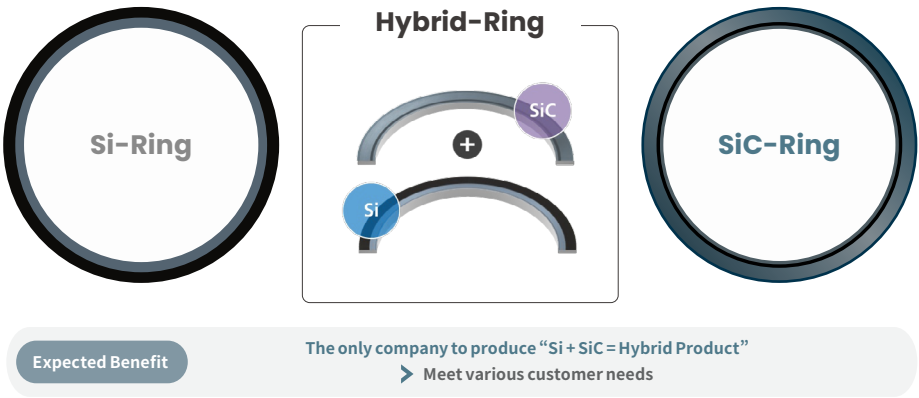 Hybrid-Ring
Si-Ring
SiC
+
Si
SiC-Ring
Expected Benefit
The only company to produce “Si + SiC = Hybrid Product”
Meet various customer needs